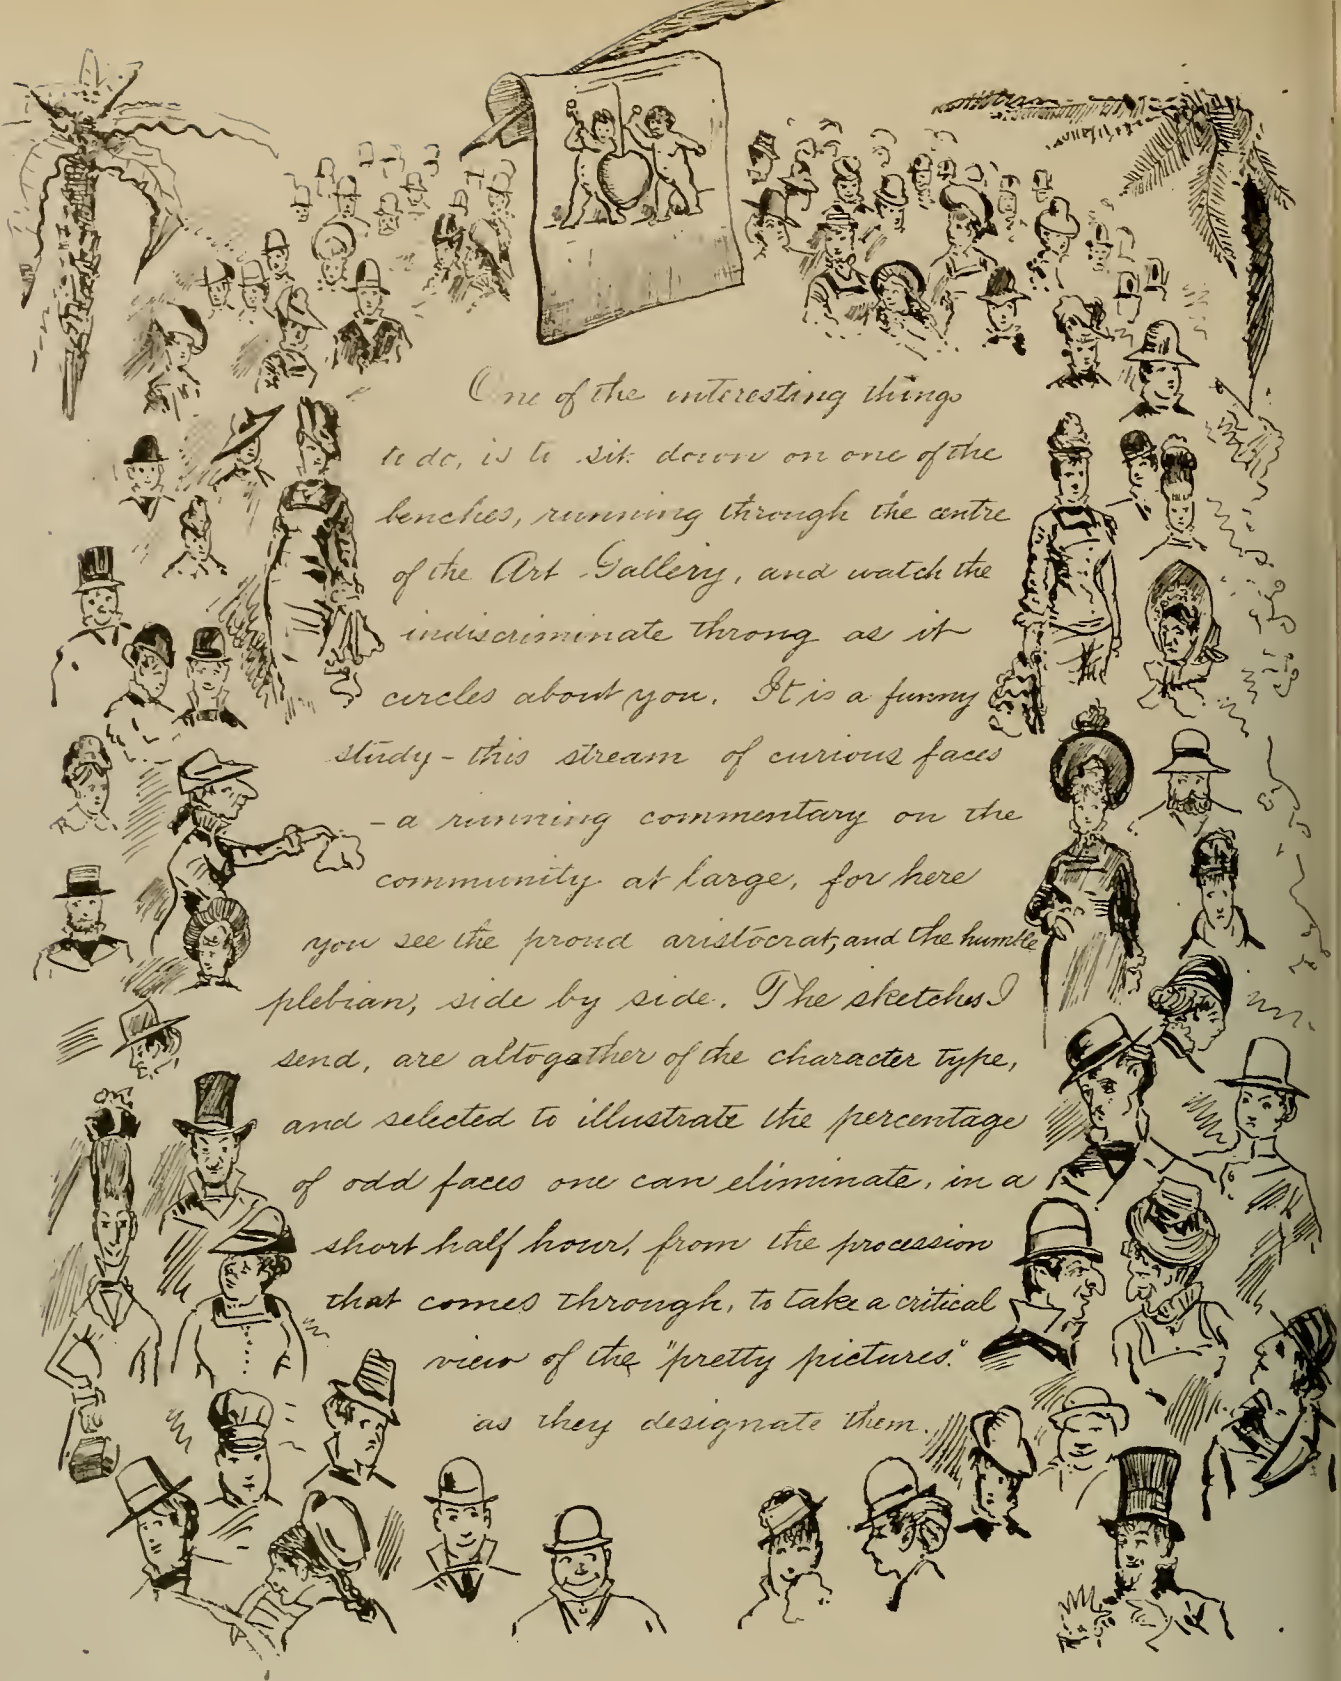 One of the interesting things
to do, is to sit down on one of the
benches, running through the centre
of the Art Gallery, and watch the
indiscriminate throng as it
circles about you. It is a funny
study - this stream of curious faces
- a running commentary on the
community at large, for here
you see the proud aristocrat, and the humble
plebian, side by side. The sketches I
send, are altogather of the character type,
and selected to illustrate the percentage
of odd faces one can eliminate, in a
short half hour, from the procession
that comes through, to take a critical
view of the "pretty pictures."
as they designate them.